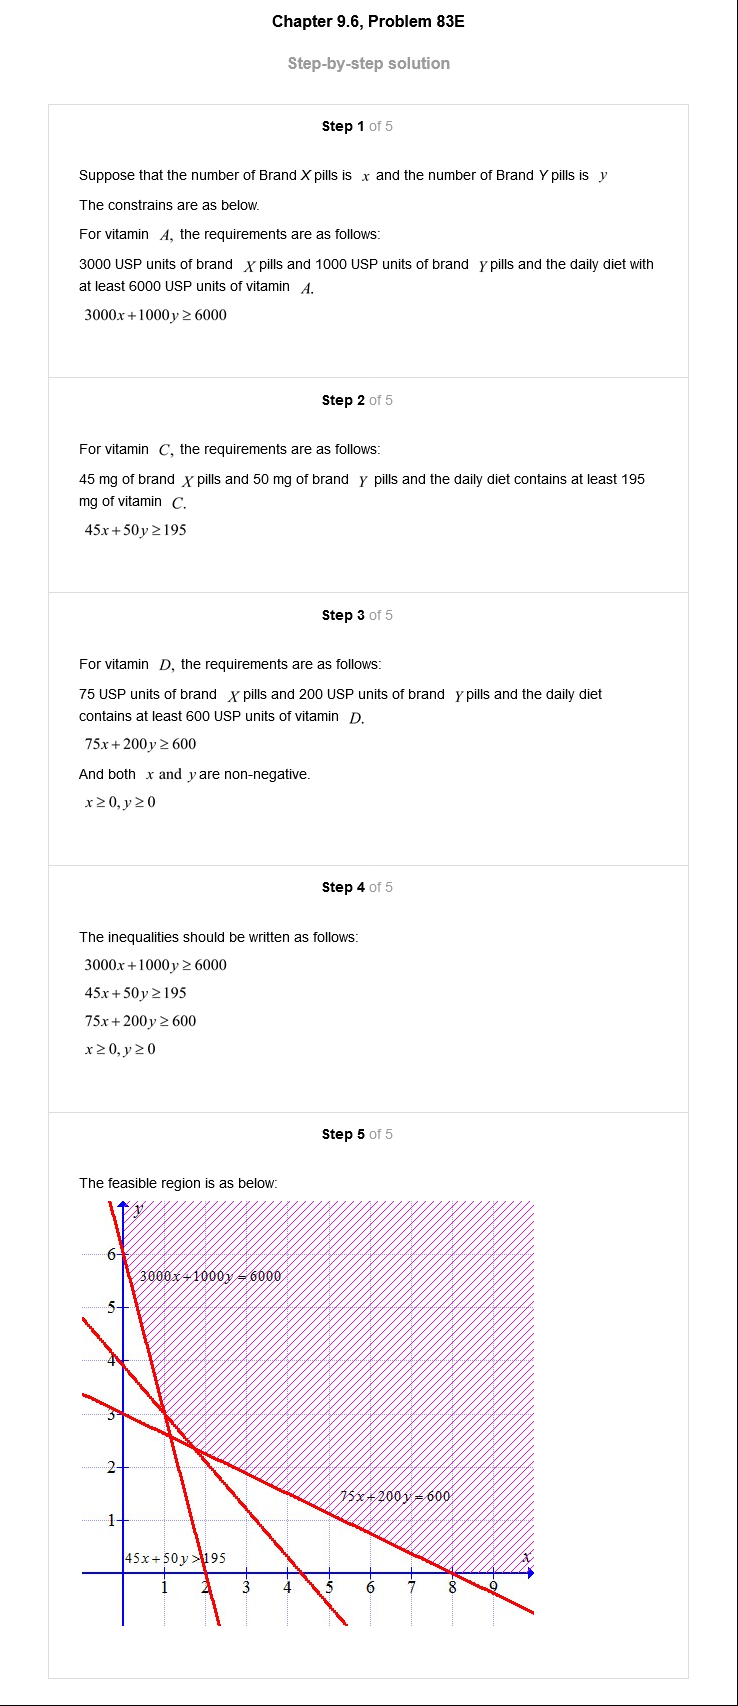 Chapter 9.6, Problem 83E
Step-by-step solution
Step 1 of 5
Suppose that the number of Brand X pills is x and the number of Brand Y pills is y
The constrains are as below.
For vitamin A, the requirements are as follows:
3000 USP units of brand X pills and 1000 USP units of brand Y pills and the daily diet with
at least 6000 USP units of vitamin A.
3000x+1000y≥6000
Step 2 of 5
For vitamin C, the requirements are as follows:
45 mg of brand X pills and 50 mg of brand Y pills and the daily diet contains at least 195
mg of vitamin C.
45x+50y≥195
Step 3 of 5
For vitamin D, the requirements are as follows:
75 USP units of brand X pills and 200 USP units of brand Y pills and the daily diet
contains at least 600 USP units of vitamin D.
75x+200y≥600
And both x and y are non-negative.
x≥0, y≥0
Step 4 of 5
The inequalities should be written as follows:
3000x+1000y≥6000
45x+50y≥195
75x+200y≥600
x≥0, y≥0
Step 5 of 5
The feasible region is as below:
y
6
3000x+1000y=6000
5
4
3
2
75x+200y=600
1
45x+50y>195
x
1 2 3 4 5 6 7 8 9